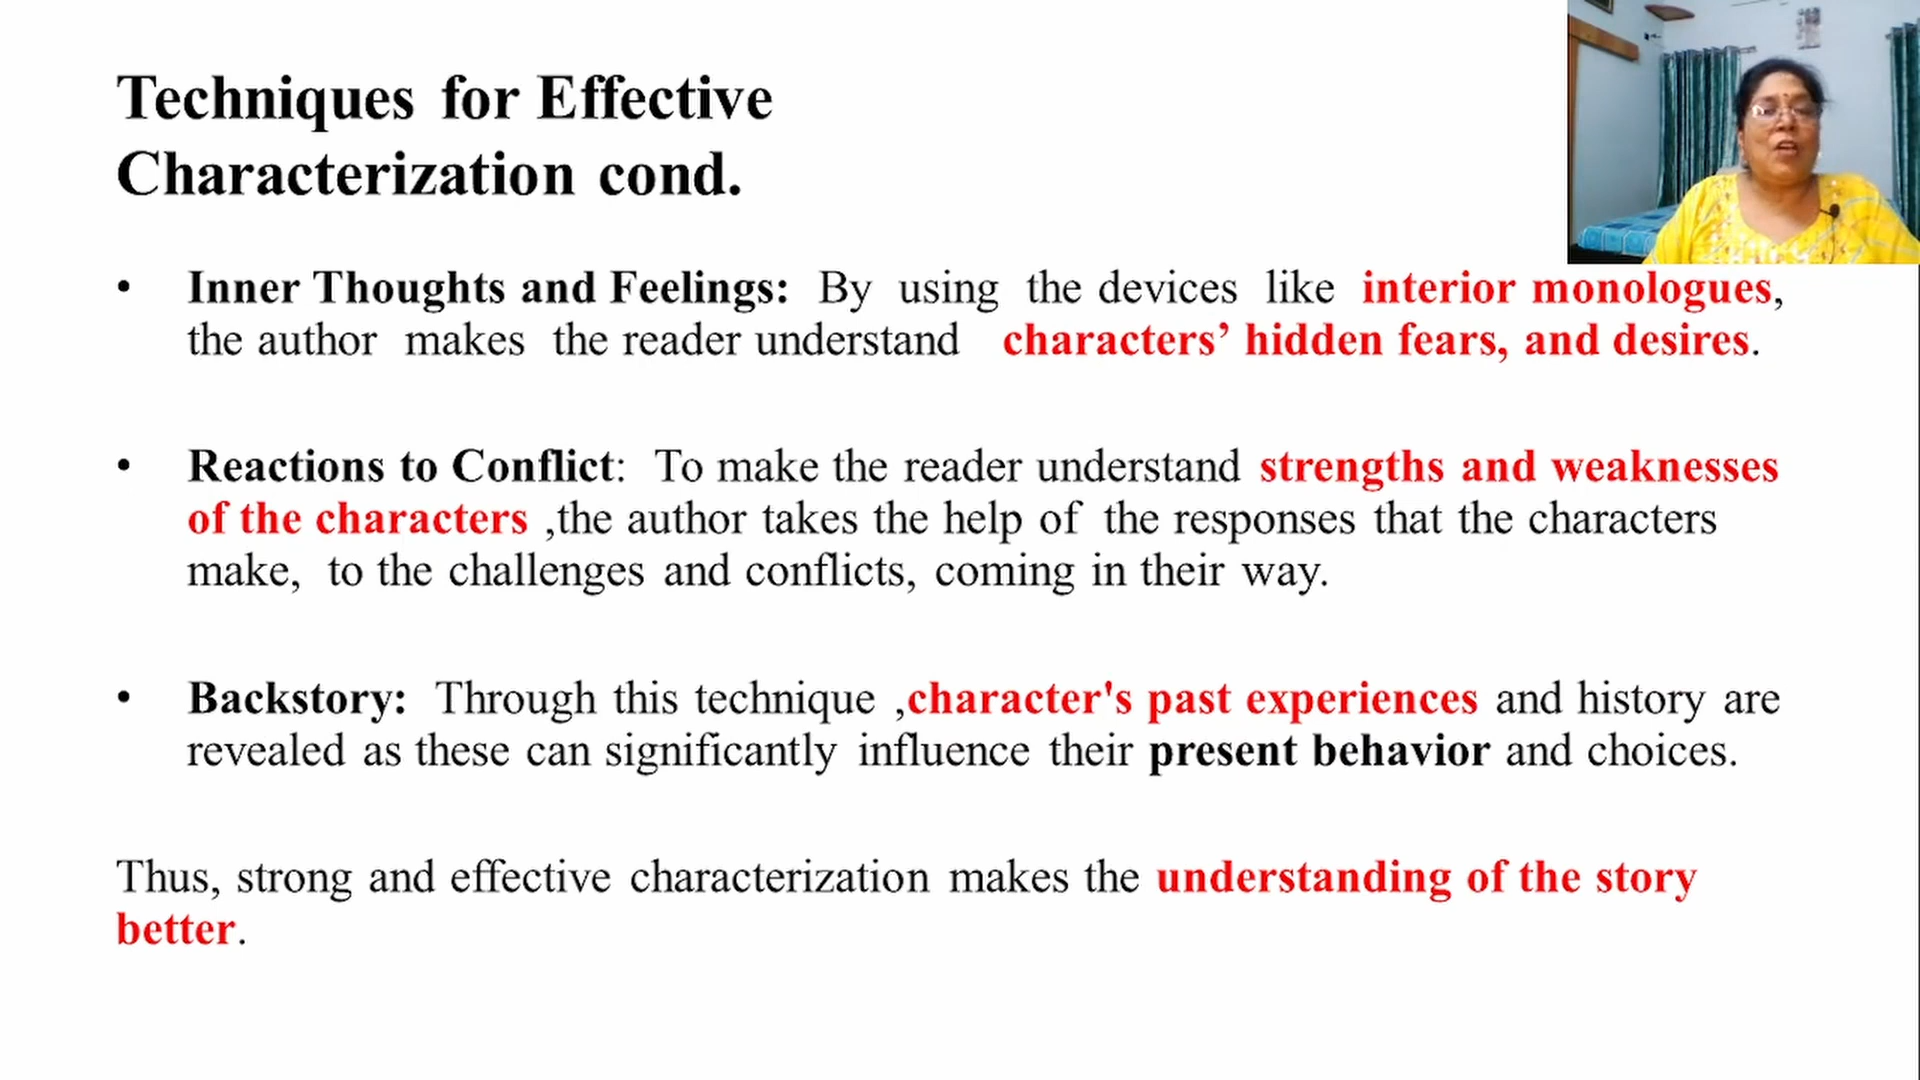 Techniques for Effective
Characterization cond.
• Inner Thoughts and Feelings: By using the devices like interior monologues,
the author makes the reader understand characters’ hidden fears, and desires.
• Reactions to Conflict: To make the reader understand strengths and weaknesses
of the characters ,the author takes the help of the responses that the characters
make, to the challenges and conflicts, coming in their way.
• Backstory: Through this technique ,character's past experiences and history are
revealed as these can significantly influence their present behavior and choices.
Thus, strong and effective characterization makes the understanding of the story
better.